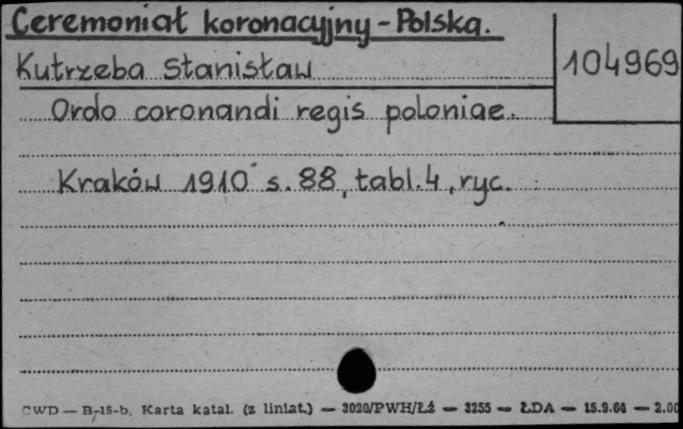 Ceremoniał koronacyjny - Polska.
104969
Kutrzeba Stanisław
Ordo coronandi regis poloniae.
Kraków 1910 s. 88, tabl. 4, ryc.
CWD — B-15-b. Karta katal. (z liniat.) — 3020/PWH/Łź — 3255 — ŁDA — 15.9.64 — 2.00